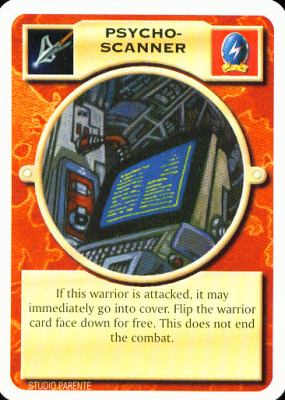 PSYCHO-
SCANNER
If this warrior is attacked, it may
immediately go into cover. Flip the warrior
card face down for free. This does not end
the combat.
STUDIO PARENTE